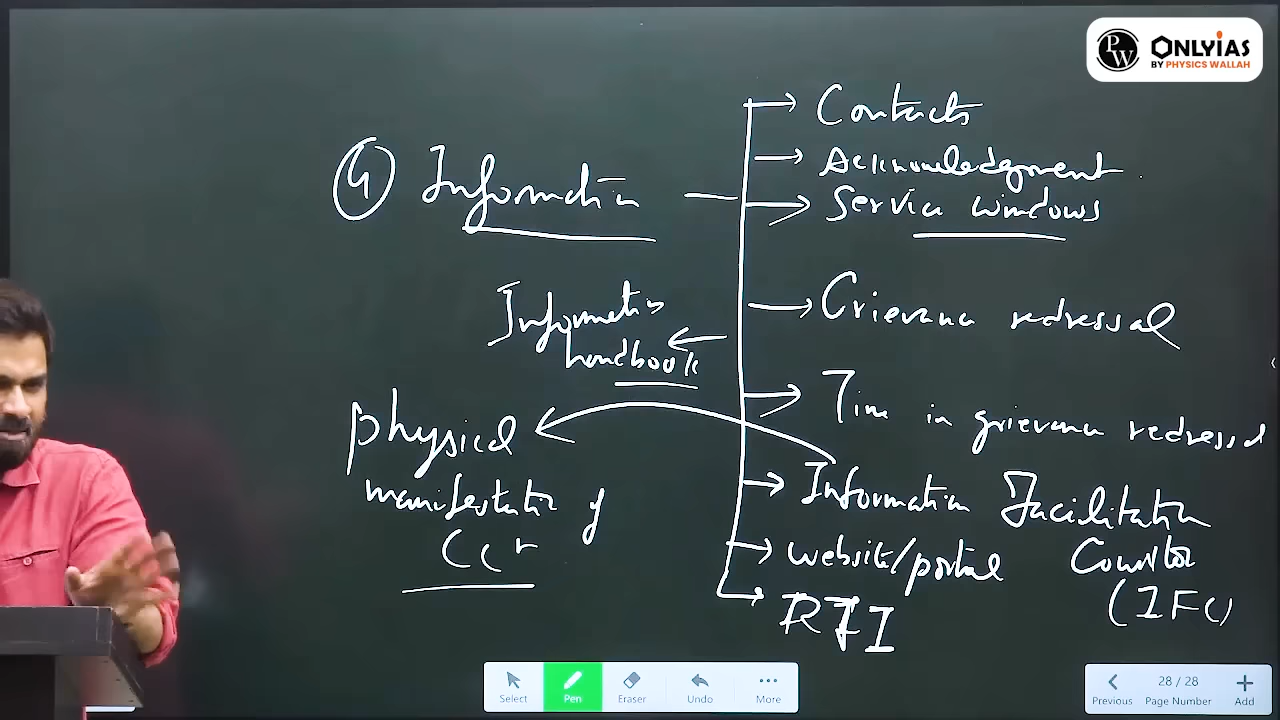 PW ONLYIAS
BY PHYSICS WALLAH
④ Information
Contacts
Acknowledgment
Service windows
Grievance redressal
Information
handbook
Time in grievance redressal
physical
manifestation of
CCr
Information Facilitation
Counter
(IFC)
website/portal
RTI
Select
Pen
Eraser
Undo
More
Previous
28 / 28
Page Number
Add